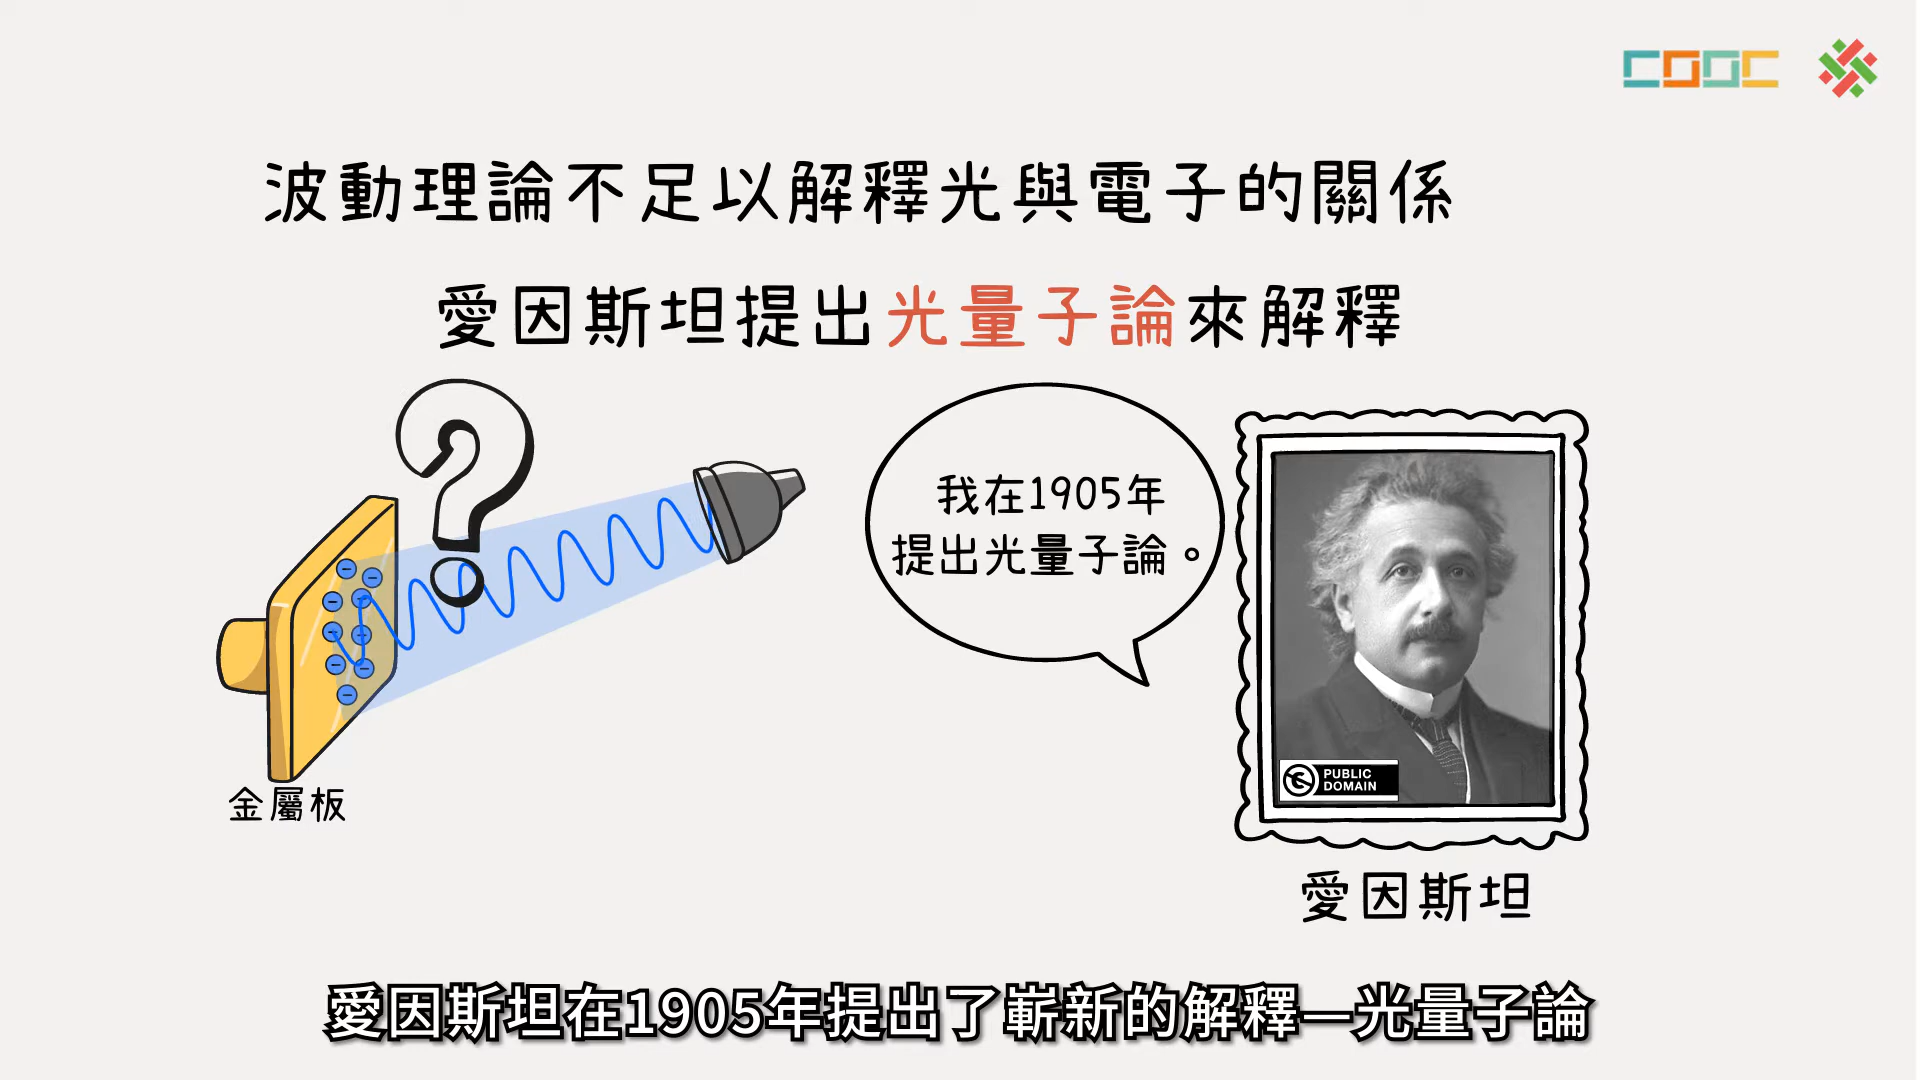 COOC
波動理論不足以解釋光與電子的關係
愛因斯坦提出光量子論來解釋
我在1905年
提出光量子論。
PUBLIC
DOMAIN
金屬板
愛因斯坦
愛因斯坦在1905年提出了嶄新的解釋—光量子論